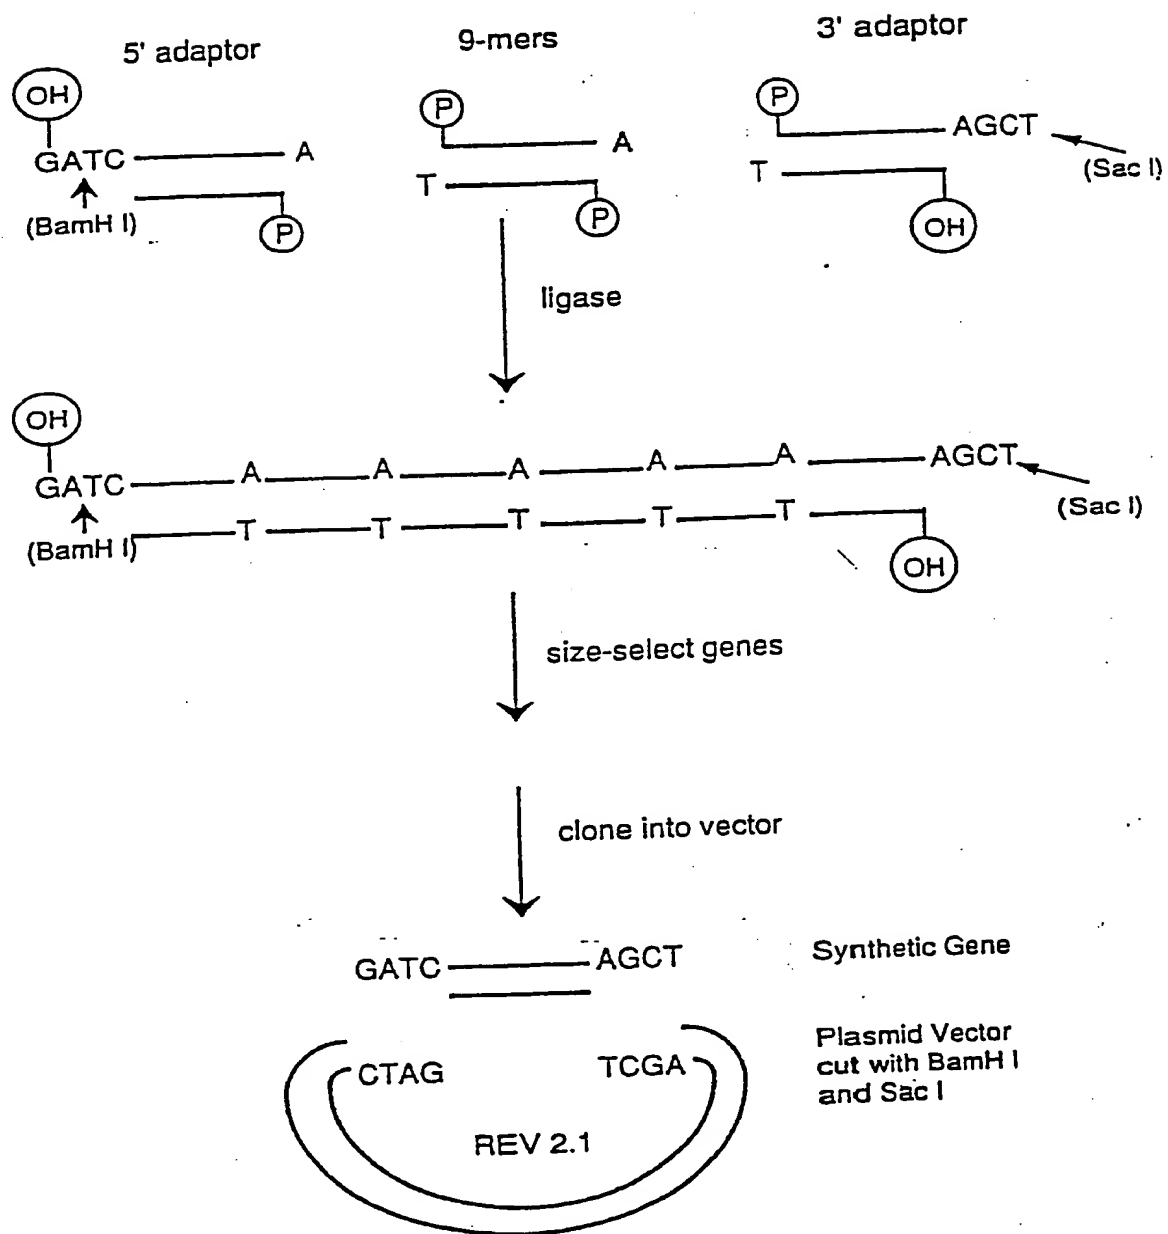 5' adaptor
9-mers
3' adaptor
OH
P
P
GATC
A
A
AGCT
(Sac I)
T
T
(BamH I)
P
P
OH
ligase
OH
GATC
A
A
A
A
A
AGCT
(Sac I)
(BamH I)
T
T
T
T
T
OH
size-select genes
clone into vector
GATC
AGCT
Synthetic Gene
CTAG
TCGA
Plasmid Vector
cut with BamH I
and Sac I
REV 2.1